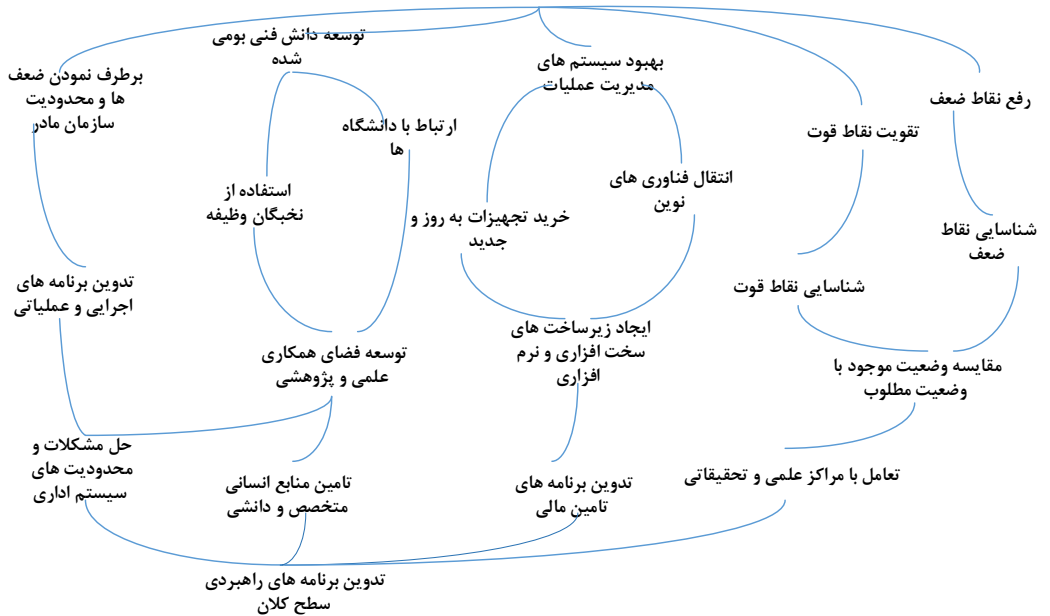 رفع نقاط ضعف
تقویت نقاط قوت
بهبود سیستم های
مدیریت عملیات
توسعه دانش فنی بومی
شده
برطرف نمودن ضعف
ها و محدودیت
سازمان مادر
ارتباط با دانشگاه
ها
شناسایی نقاط
ضعف
انتقال فناوری های
نوین
خرید تجهیزات به روز و
جدید
استفاده از
نخبگان وظیفه
شناسایی نقاط قوت
تدوین برنامه های
اجرایی و عملیاتی
مقایسه وضعیت موجود با
وضعیت مطلوب
ایجاد زیرساخت های
سخت افزاری و نرم
افزاری
توسعه فضای همکاری
علمی و پژوهشی
حل مشکلات و
محدودیت های
سیستم اداری
تعامل با مراکز علمی و تحقیقاتی
تدوین برنامه های
تامین مالی
تامین منابع انسانی
متخصص و دانشی
تدوین برنامه های راهبردی
سطح کلان